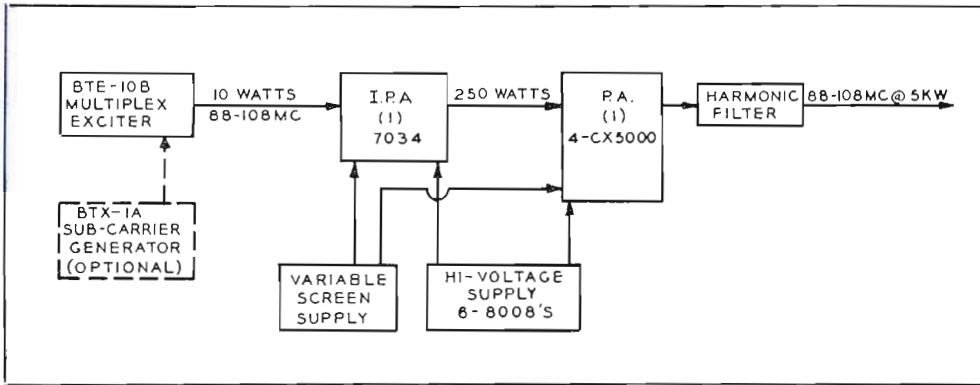 BTE-10B
MULTIPLEX
EXCITER
10 WATTS
88-108MC
I.P.A
(1)
7034
250 WATTS
P.A.
(1)
4-CX5000
HARMONIC
FILTER
88-108MC@5KW
BTX-1A
SUB-CARRIER
GENERATOR
(OPTIONAL)
VARIABLE
SCREEN
SUPPLY
HI-VOLTAGE
SUPPLY
6-8008'S